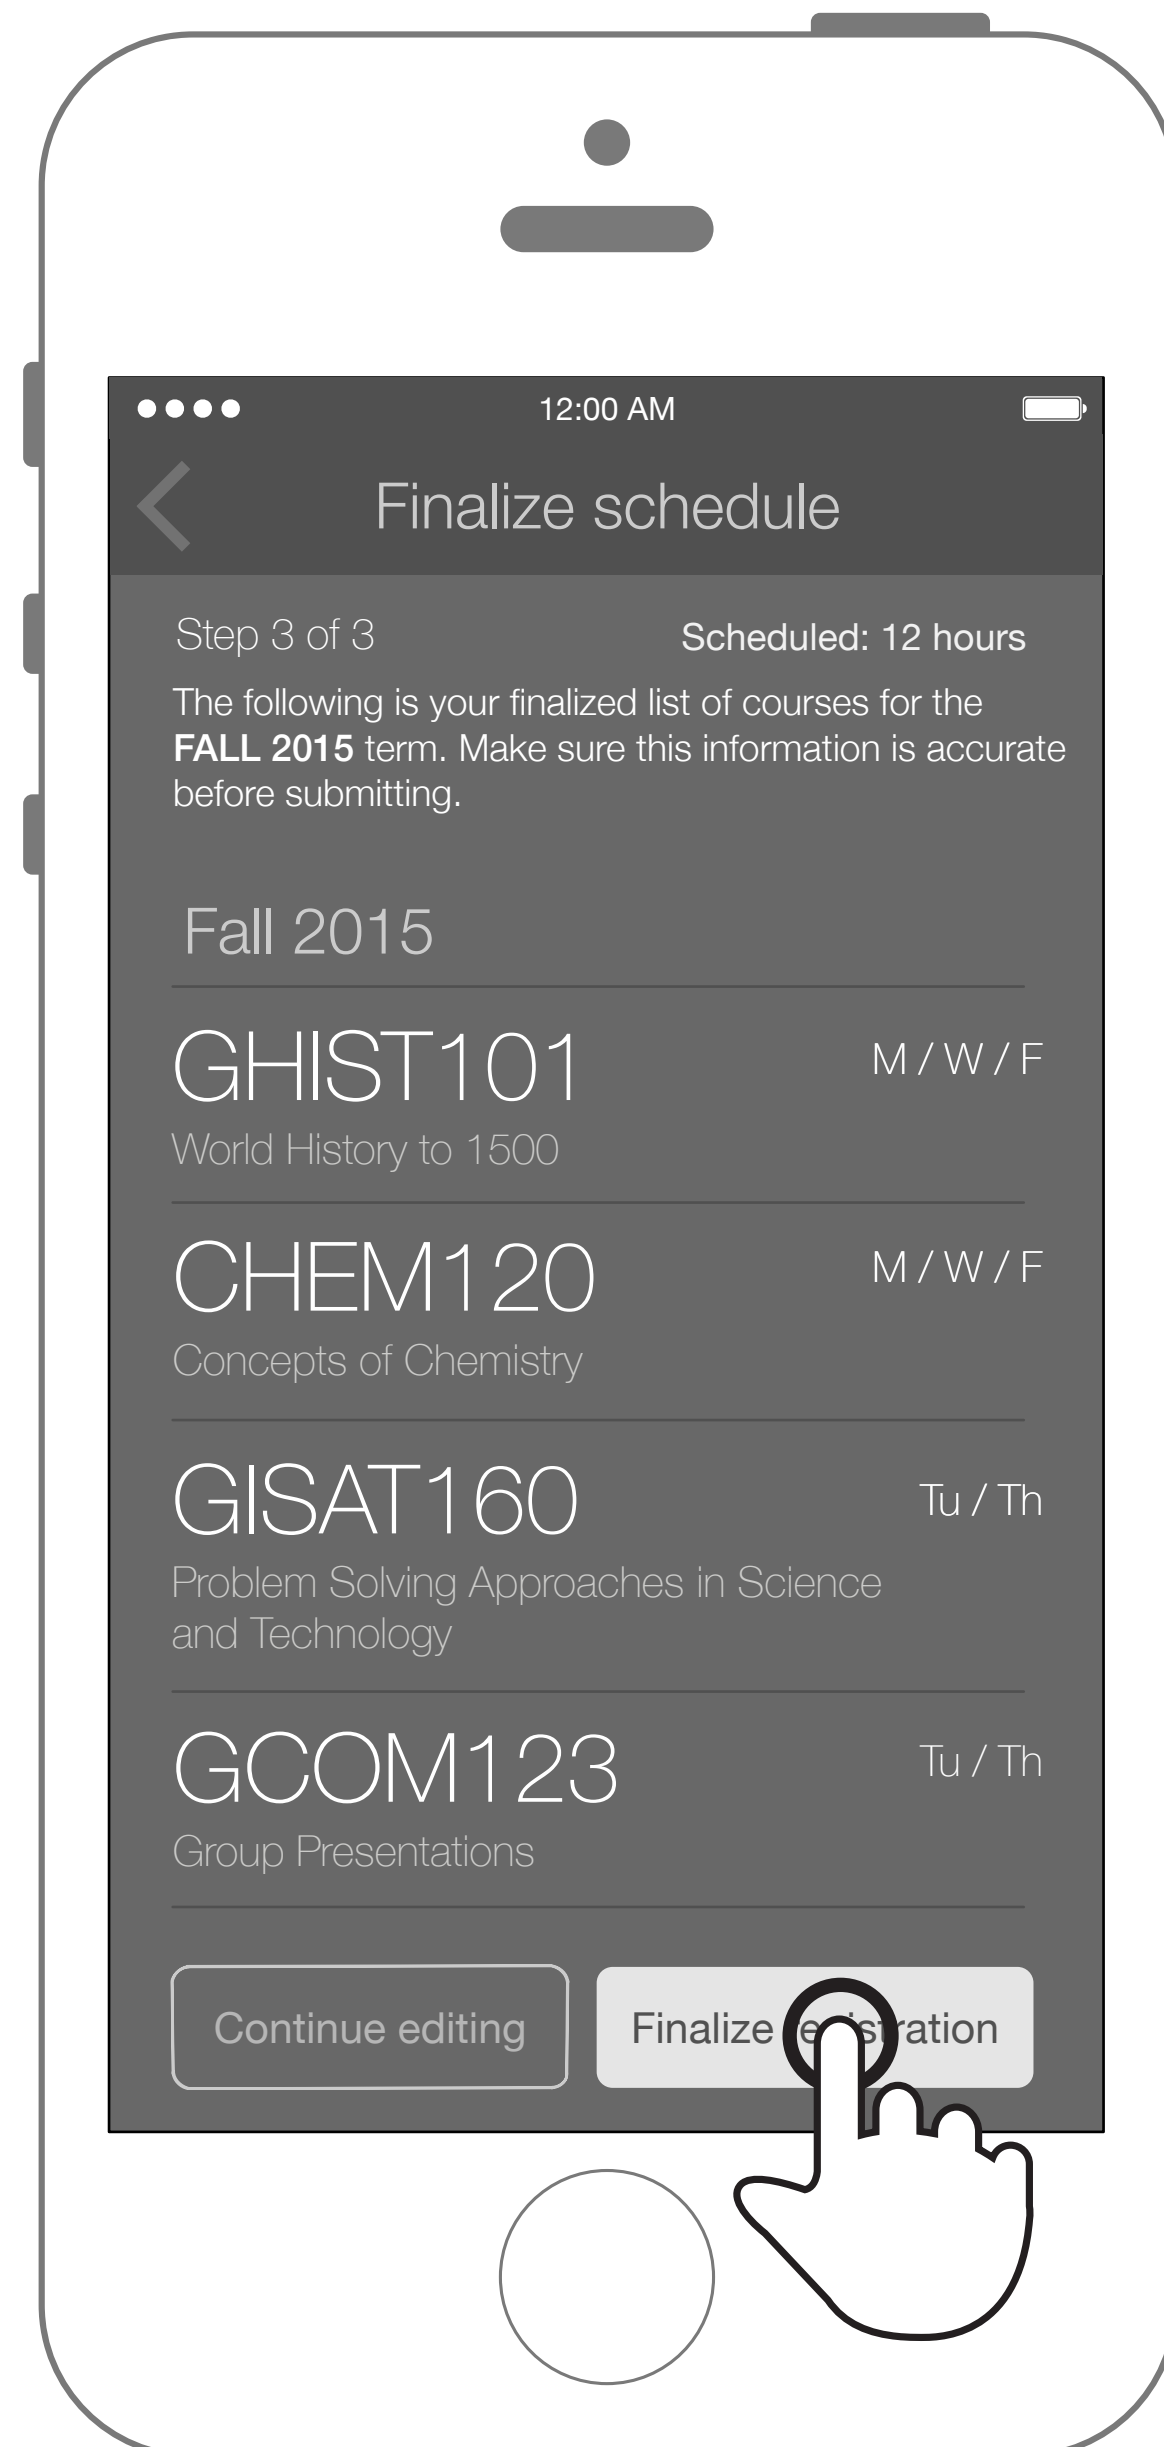 12:00 AM
Finalize schedule
Step 3 of 3
Scheduled: 12 hours
The following is your finalized list of courses for the
FALL 2015 term. Make sure this information is accurate
before submitting.
Fall 2015
GHIST101
M / W / F
World History to 1500
CHEM120
M / W / F
Concepts of Chemistry
GISAT160
Tu / Th
Problem Solving Approaches in Science
and Technology
GCOM123
Tu / Th
Group Presentations
Continue editing
Finalize registration